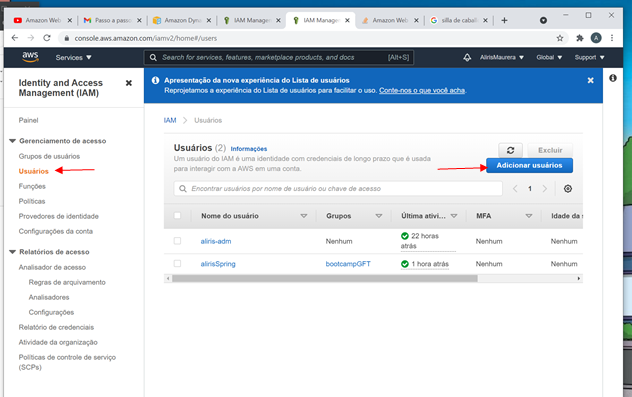 Amazon Web
Passo a passo
Amazon Dyn
IAM Manage
IAM Manage
Amazon Web
silla de cabell
console.aws.amazon.com/iamv2/home#/users
A
aws
Services
Search for services, features, marketplace products, and docs
[Alt+S]
AlirisMaurera
Global
Support
Identity and Access
Management (IAM)
Painel
Gerenciamento de acesso
Grupos de usuários
Usuários
Funções
Políticas
Provedores de identidade
Configurações da conta
Relatórios de acesso
Analisador de acesso
Regras de arquivamento
Analisadores
Configurações
Relatório de credenciais
Atividade da organização
Políticas de controle de serviço
(SCPs)
Apresentação da nova experiência do Lista de usuários
Reprojetamos a experiência do Lista de usuários para facilitar o uso. Conte-nos o que você acha.
IAM
Usuários
Usuários (2) Informações
Um usuário do IAM é uma identidade com credenciais de longo prazo que é usada
para interagir com a AWS em uma conta.
Excluir
Adicionar usuários
Encontrar usuários por nome de usuário ou chave de acesso
1
Nome do usuário
Grupos
Última ativi...
MFA
Idade da s
aliris-adm
Nenhum
22 horas
atrás
Nenhum
Nenhum
alirisSpring
bootcampGFT
1 hora atrás
Nenhum
Nenhum